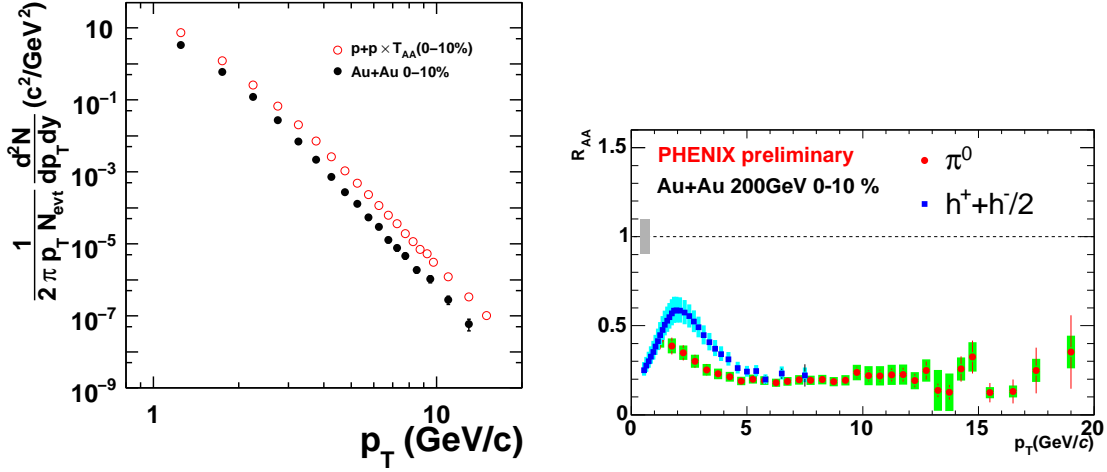 1
2 π p_T N_evt
d²N
dp_T dy
(c²/GeV²)
10
10⁻¹
10⁻³
10⁻⁵
10⁻⁷
10⁻⁹
p+p × T_AA(0–10%)
Au+Au 0–10%
1
10
p_T (GeV/c)
R_AA
1.5
1
0.5
0
PHENIX preliminary
Au+Au 200GeV 0-10 %
π⁰
h⁺+h⁻/2
0
5
10
15
20
p_T(GeV/c)